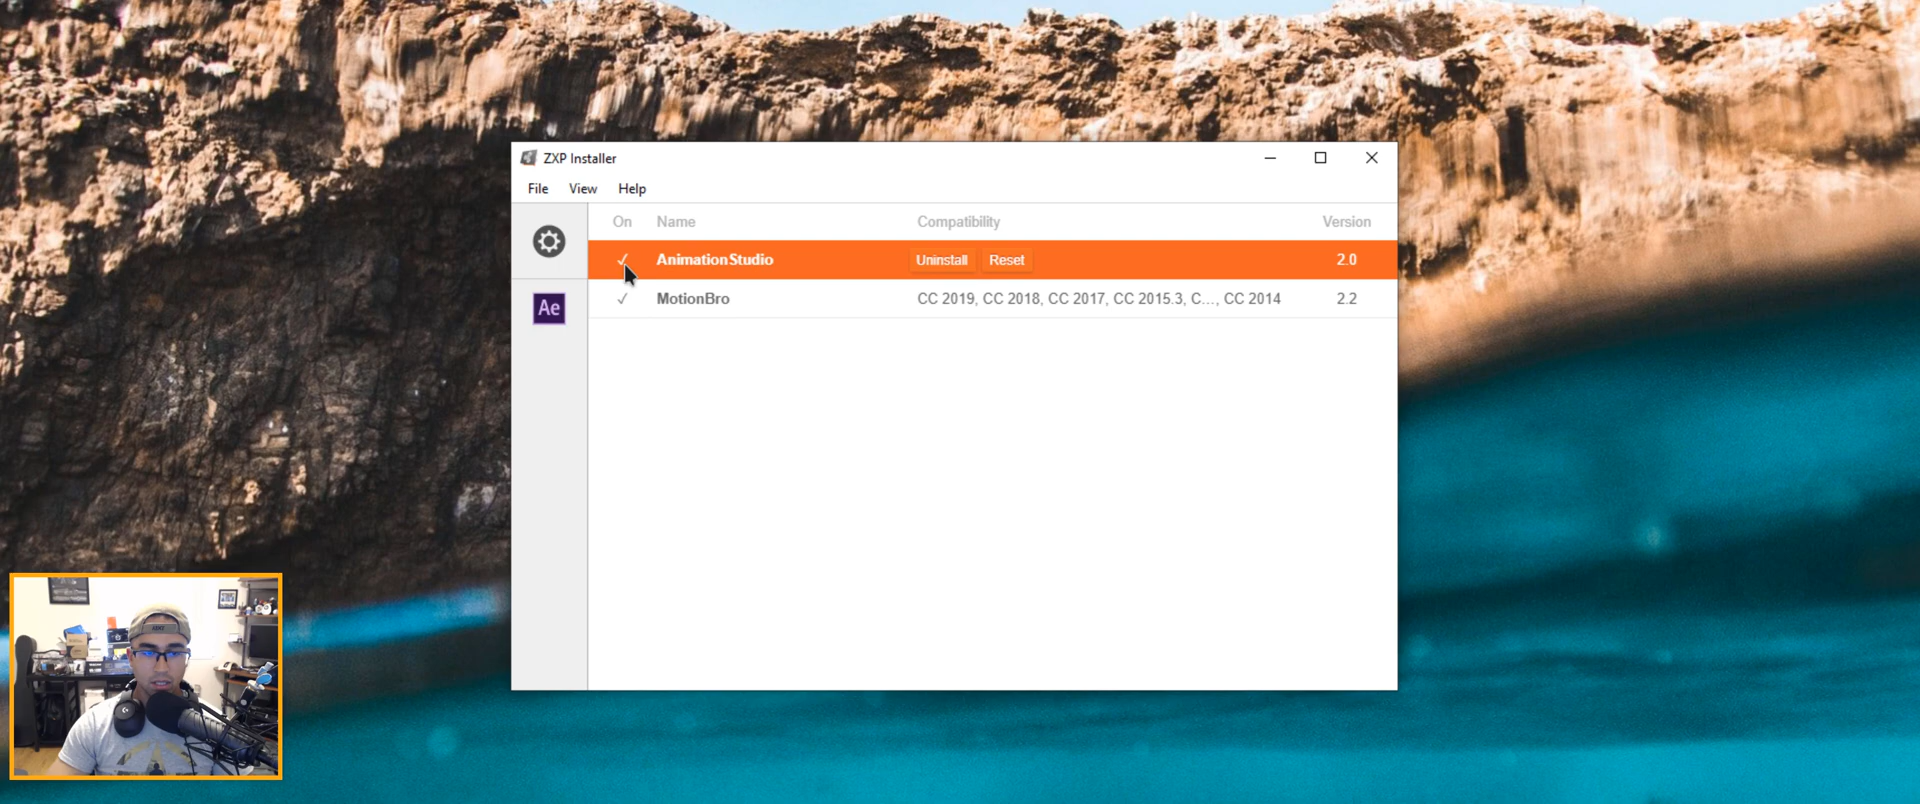 ZXP Installer
File View Help
On Name Compatibility Version
✓ AnimationStudio Uninstall Reset 2.0
✓ MotionBro CC 2019, CC 2018, CC 2017, CC 2015.3, C..., CC 2014 2.2
Ae